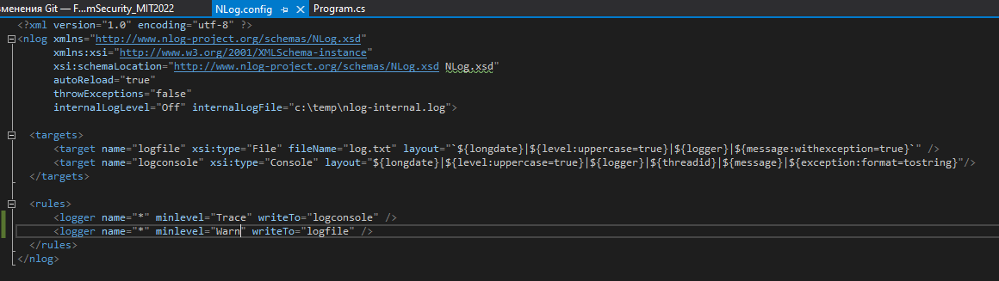 зменения Git — F...mSecurity_MIT2022 NLog.config Program.cs
<?xml version="1.0" encoding="utf-8" ?>
<nlog xmlns="http://www.nlog-project.org/schemas/NLog.xsd"
xmlns:xsi="http://www.w3.org/2001/XMLSchema-instance"
xsi:schemaLocation="http://www.nlog-project.org/schemas/NLog.xsd NLog.xsd"
autoReload="true"
throwExceptions="false"
internalLogLevel="Off" internalLogFile="c:\temp\nlog-internal.log">
<targets>
<target name="logfile" xsi:type="File" fileName="log.txt" layout="`${longdate}|${level:uppercase=true}|${logger}|${message:withexception=true}`" />
<target name="logconsole" xsi:type="Console" layout="${longdate}|${level:uppercase=true}|${logger}|${threadid}|${message}|${exception:format=tostring}"/>
</targets>
<rules>
<logger name="*" minlevel="Trace" writeTo="logconsole" />
<logger name="*" minlevel="Warn" writeTo="logfile" />
</rules>
</nlog>